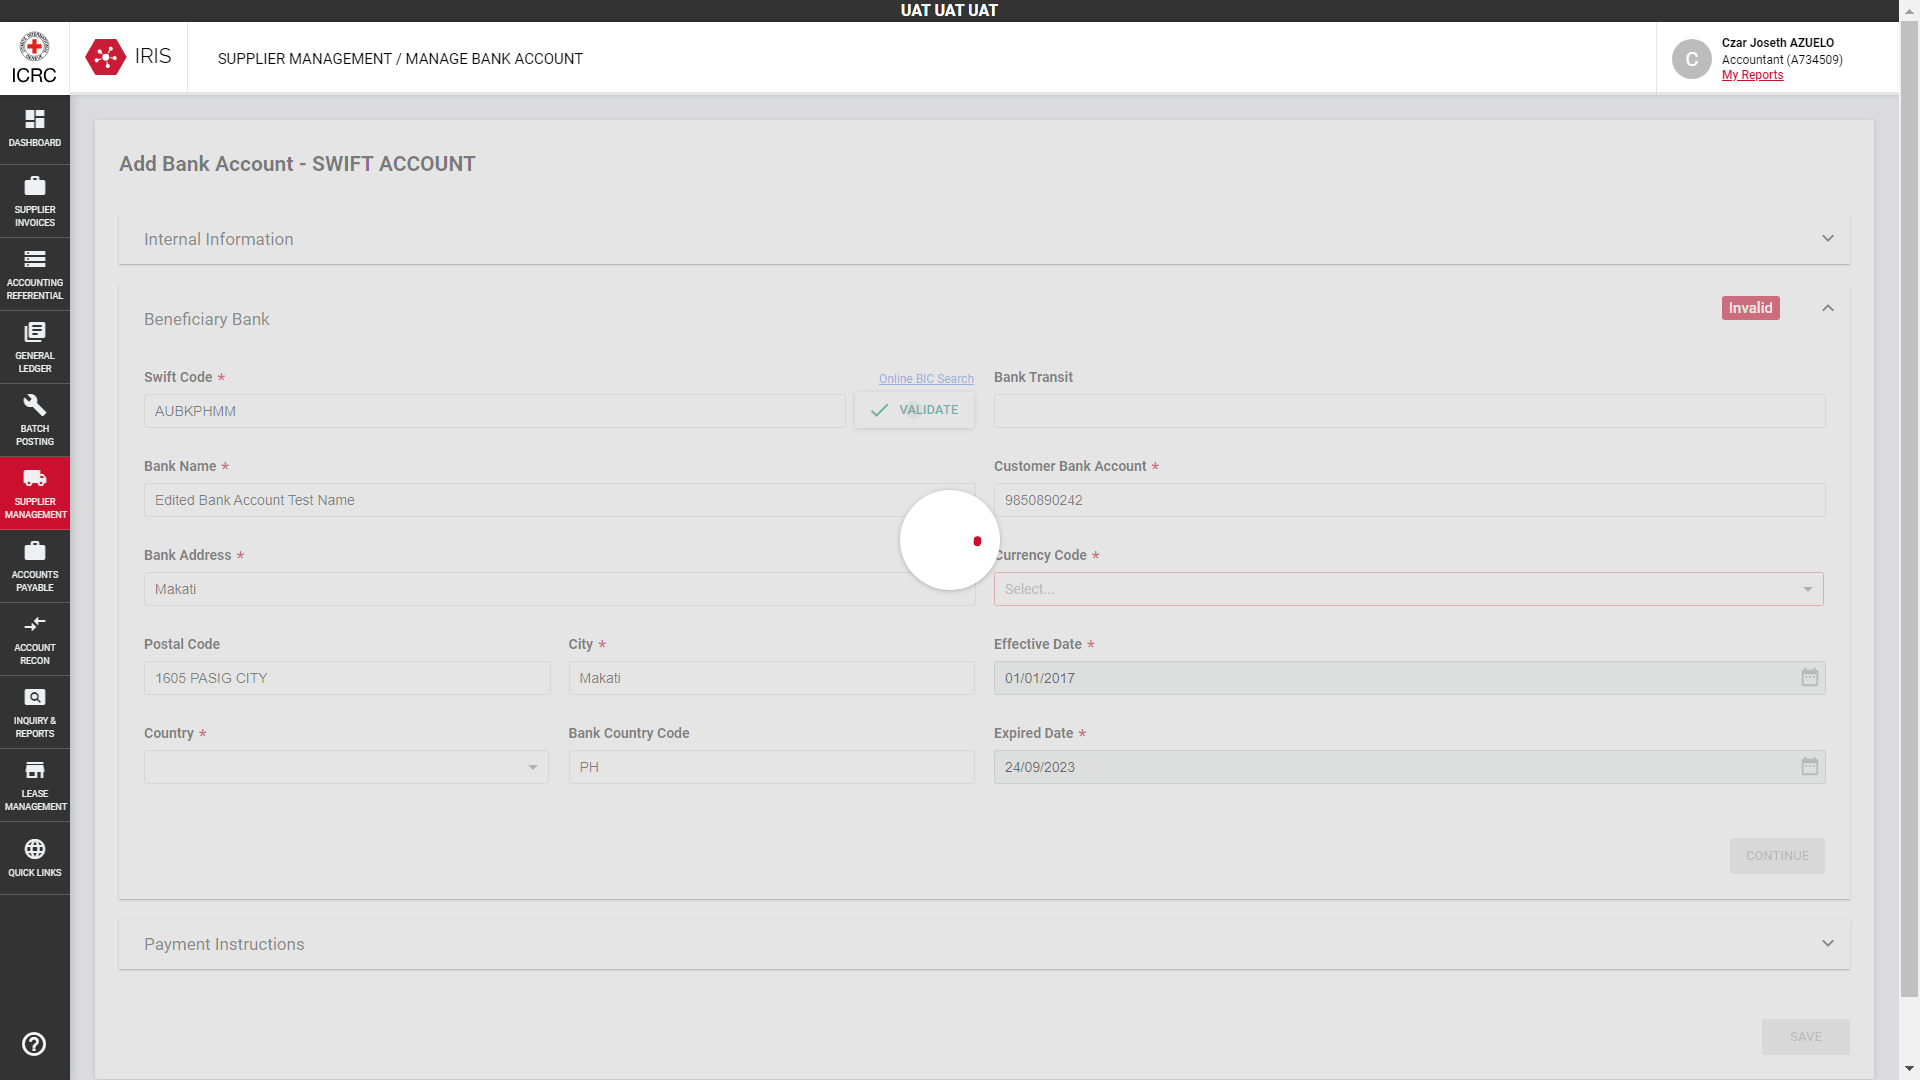 UAT UAT UAT
ICRC
IRIS
SUPPLIER MANAGEMENT / MANAGE BANK ACCOUNT
C
Czar Joseth AZUELO
Accountant (A734509)
My Reports
DASHBOARD
SUPPLIER
INVOICES
ACCOUNTING
REFERENTIAL
GENERAL
LEDGER
BATCH
POSTING
SUPPLIER
MANAGEMENT
ACCOUNTS
PAYABLE
ACCOUNT
RECON
INQUIRY &
REPORTS
LEASE
MANAGEMENT
QUICK LINKS
Add Bank Account - SWIFT ACCOUNT
Internal Information
Beneficiary Bank
Invalid
Swift Code *
Online BIC Search
Bank Transit
AUBKPHMM
VALIDATE
Bank Name *
Customer Bank Account *
Edited Bank Account Test Name
9850890242
Bank Address *
Currency Code *
Makati
Select...
Postal Code
City *
Effective Date *
1605 PASIG CITY
Makati
01/01/2017
Country *
Bank Country Code
Expired Date *
PH
24/09/2023
CONTINUE
Payment Instructions
SAVE